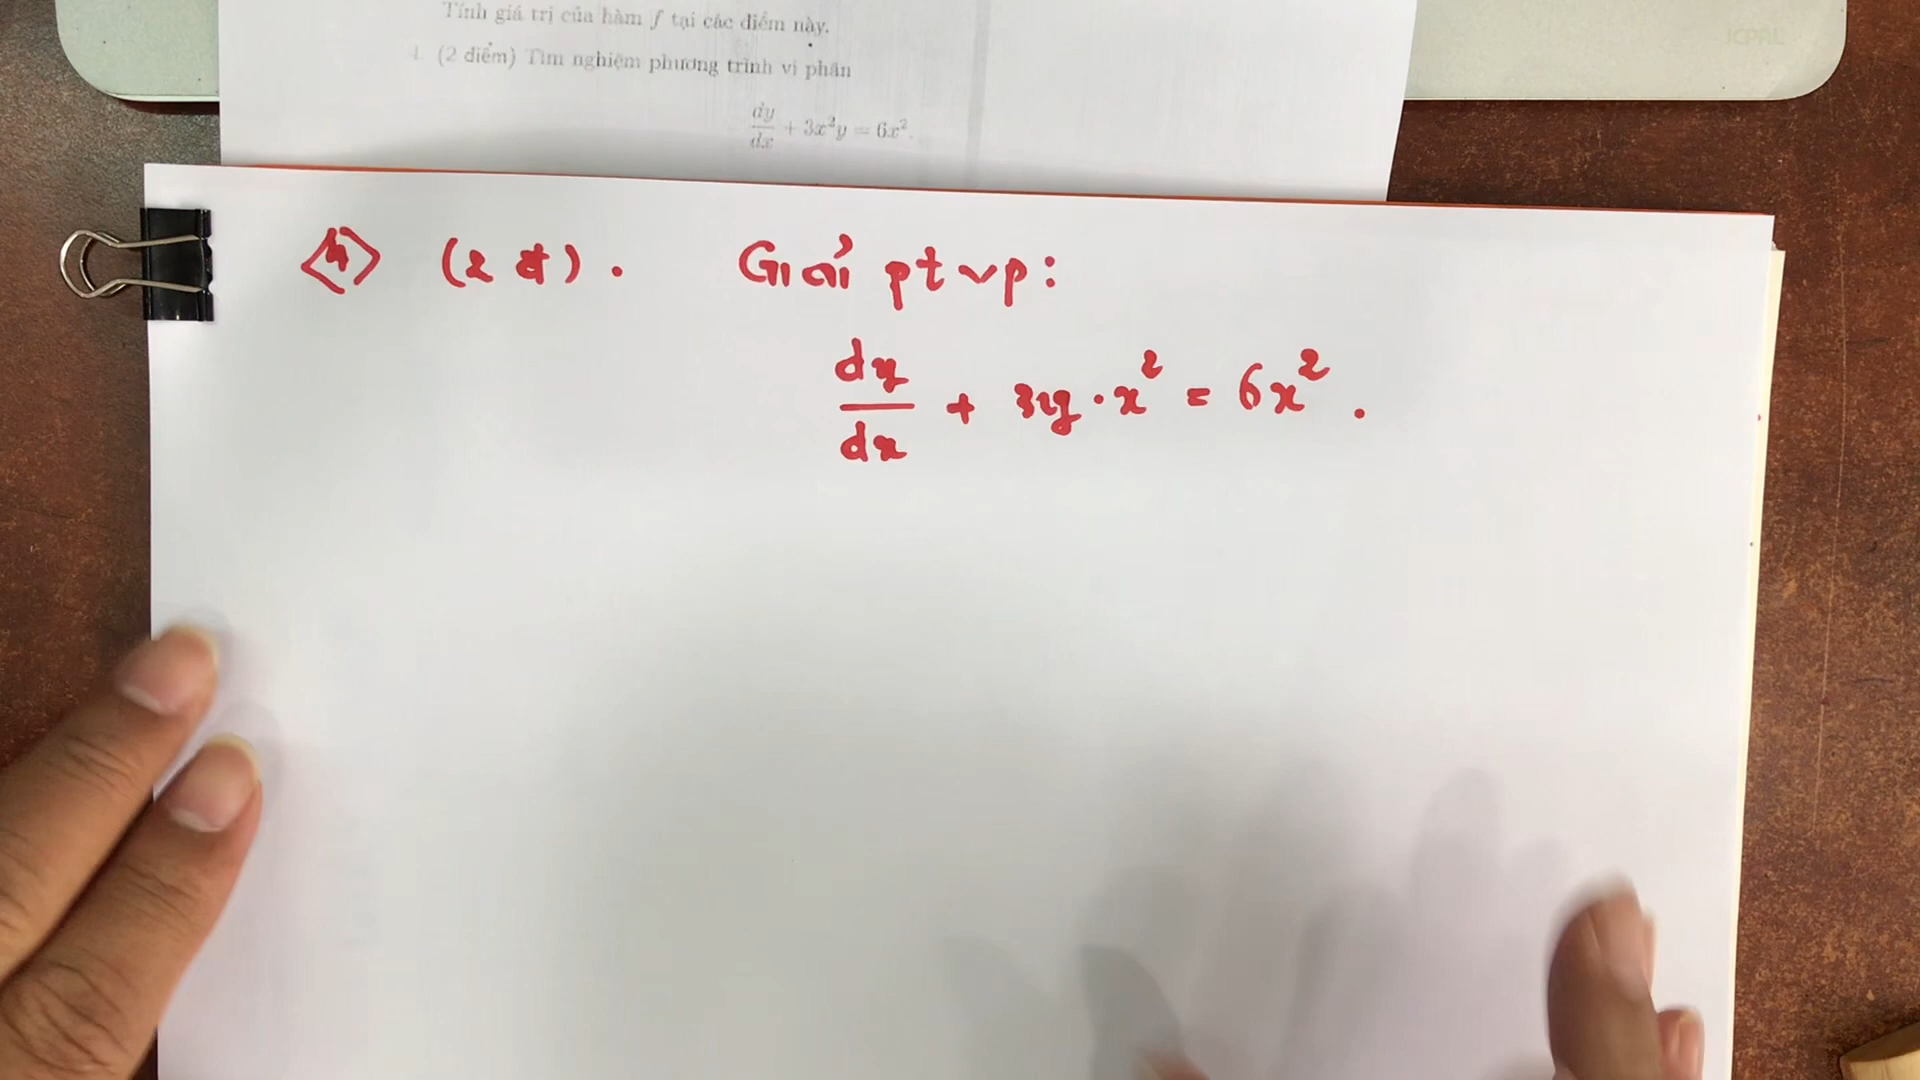 ICPAL
Tính giá trị của hàm f tại các điểm này.
4 (2 điểm) Tìm nghiệm phương trình vi phân
dy/dx + 3x²y = 6x².
<4> (2 đ). Giải ptvp:
dy/dx + 3y·x² = 6x².